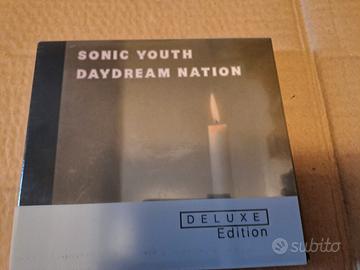 SONIC YOUTH
DAYDREAM NATION
DELUXE
Edition
subito